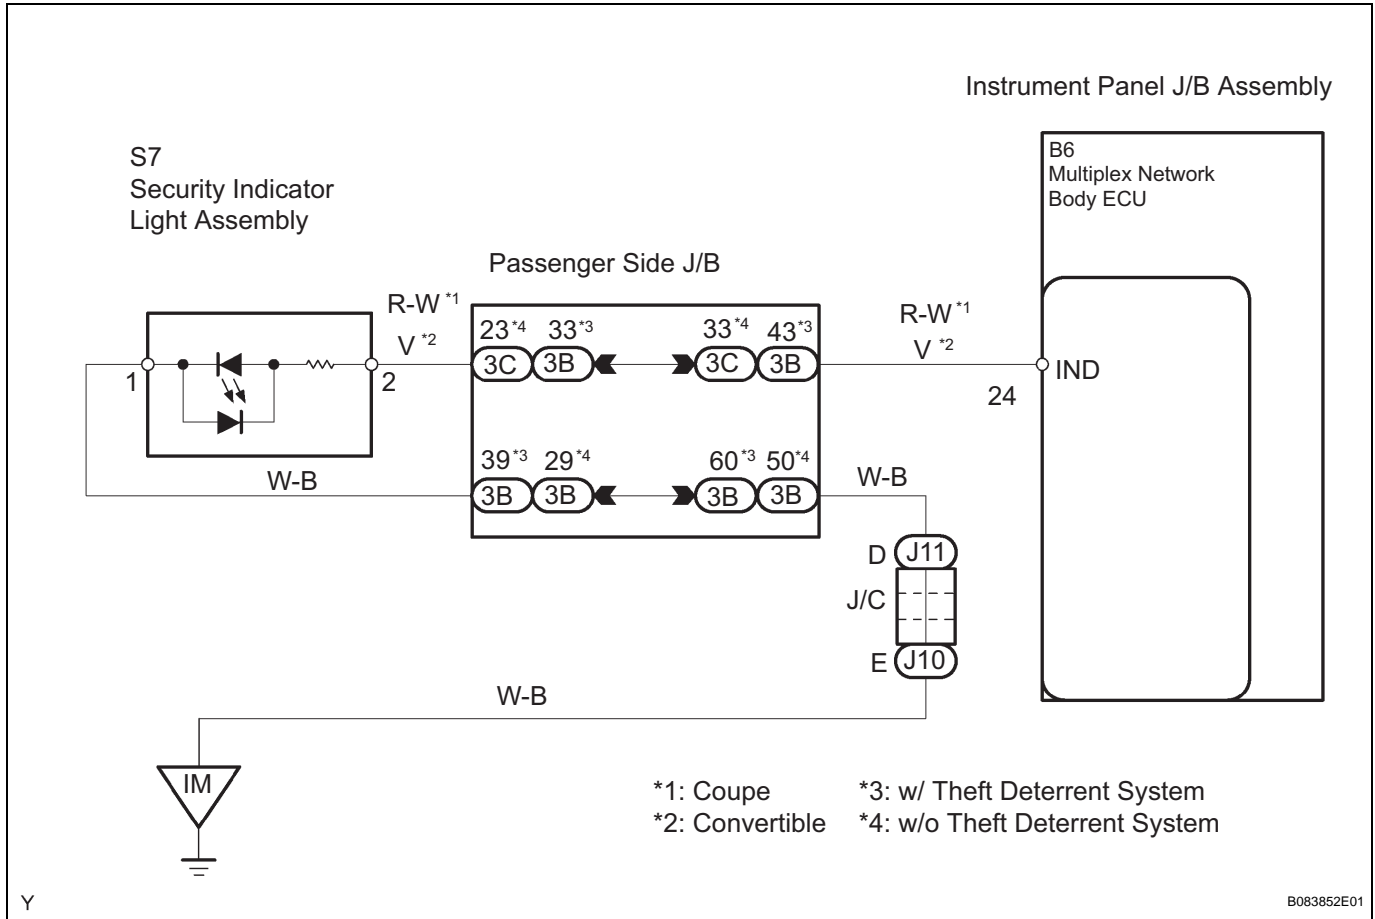 Instrument Panel J/B Assembly
B6
Multiplex Network
Body ECU
S7
Security Indicator
Light Assembly
Passenger Side J/B
R-W *1
V *2
23*4 33*3
33*4 43*3
3C 3B
3C 3B
R-W *1
V *2
1
2
24
IND
39*3 29*4
60*3 50*4
3B 3B
3B 3B
W-B
W-B
D J11
J/C
E J10
W-B
IM
*1: Coupe *3: w/ Theft Deterrent System
*2: Convertible *4: w/o Theft Deterrent System
Y
B083852E01